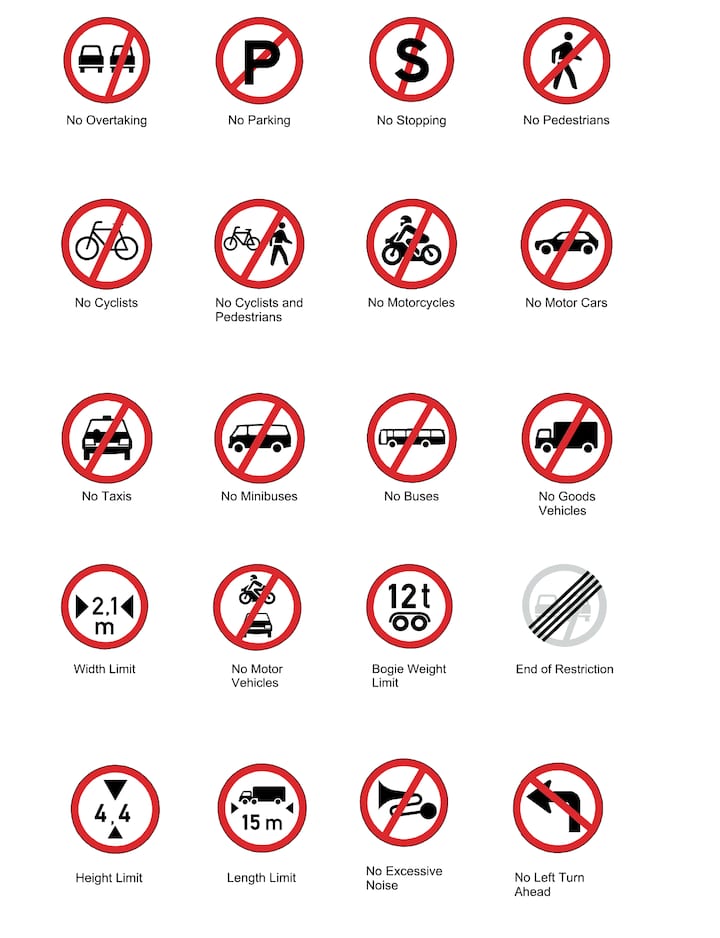 P
S
No Overtaking
No Parking
No Stopping
No Pedestrians
No Cyclists
No Cyclists and
Pedestrians
No Motorcycles
No Motor Cars
No Taxis
No Minibuses
No Buses
No Goods
Vehicles
2,1
m
12 t
Width Limit
No Motor
Vehicles
Bogie Weight
Limit
End of Restriction
4,4
15 m
Height Limit
Length Limit
No Excessive
Noise
No Left Turn
Ahead